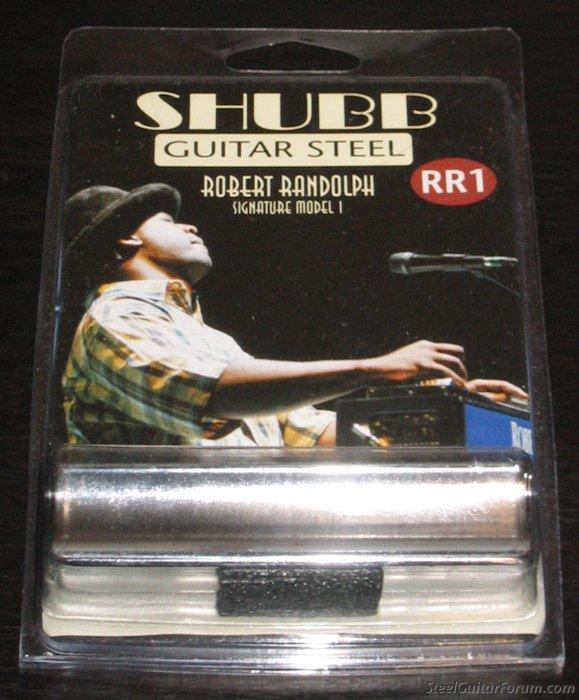 SHUBB
GUITAR STEEL
ROBERT RANDOLPH
SIGNATURE MODEL 1
RR1
SteelGuitarForum.com